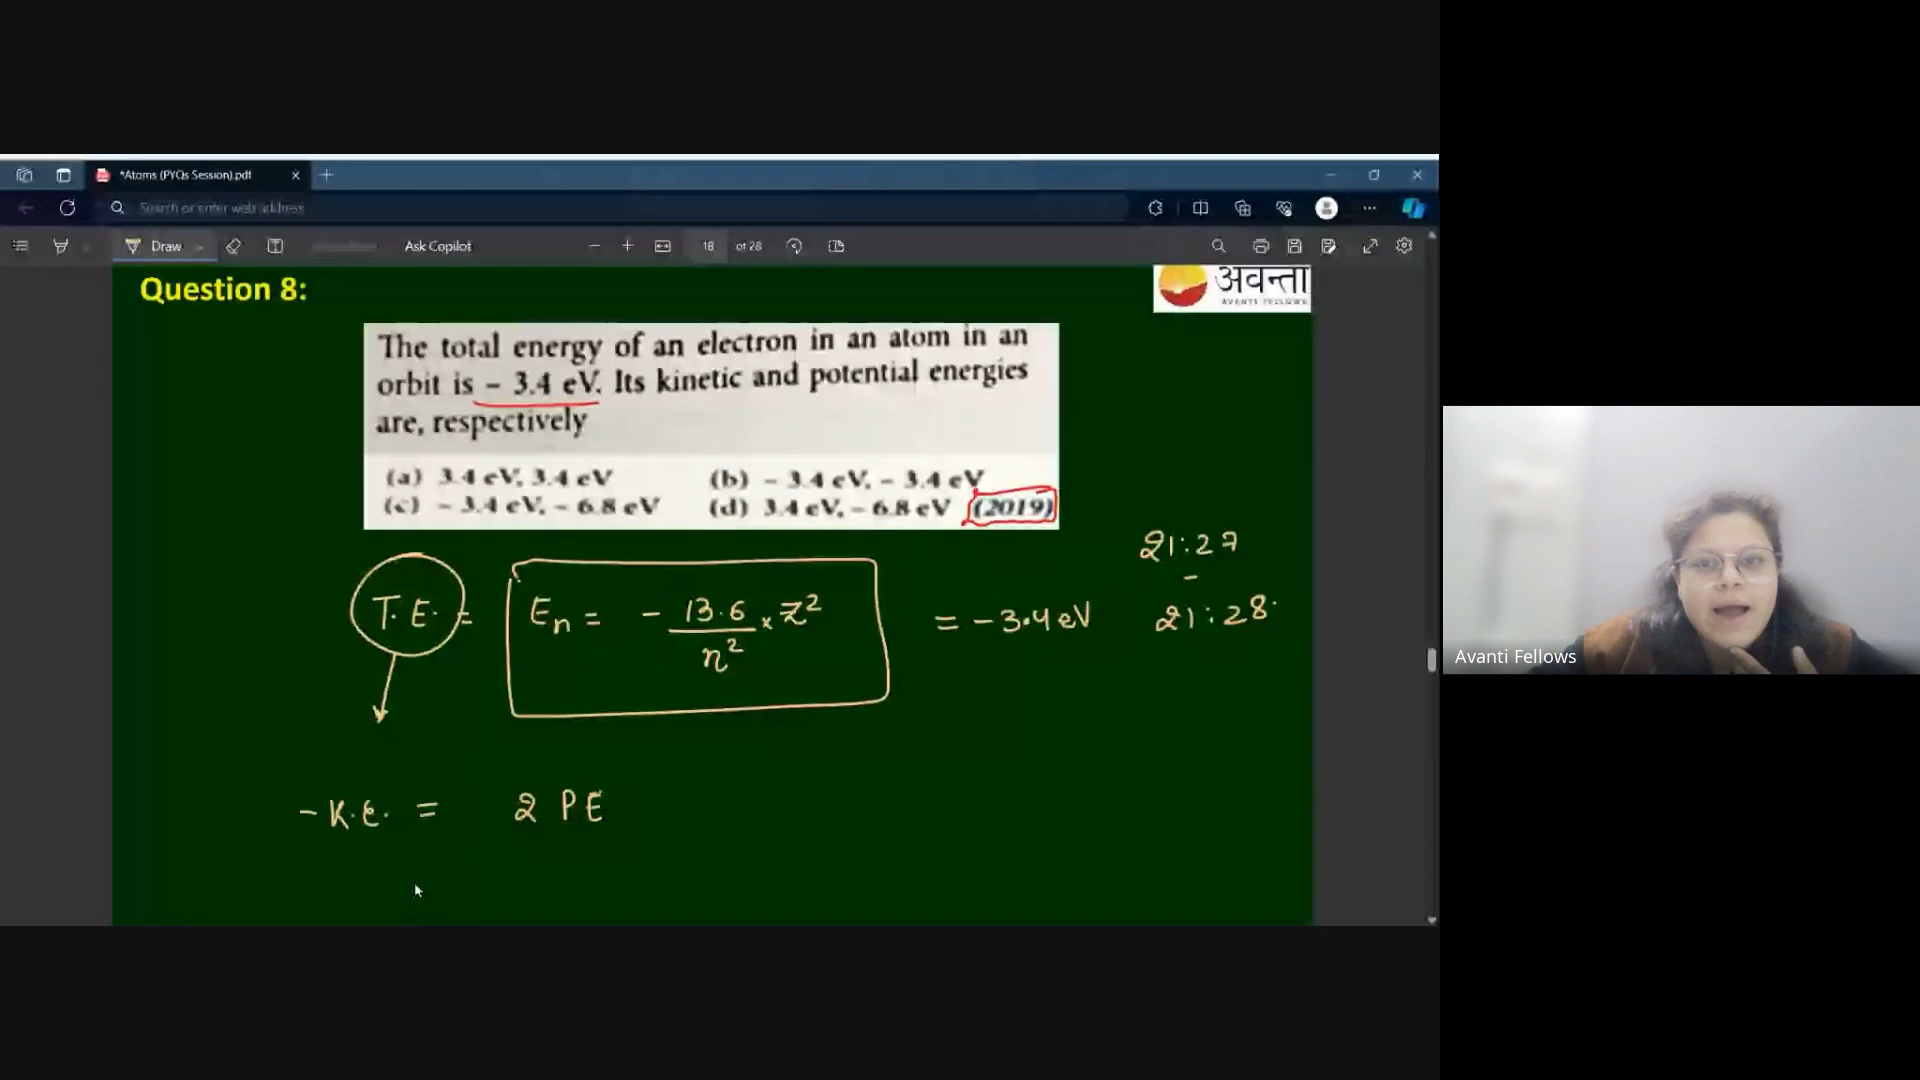 *Atoms (PYQs Session).pdf
Search or enter web address
Draw
Ask Copilot
18 of 28
Question 8:
अवन्ती
AVANTI FELLOWS
The total energy of an electron in an atom in an
orbit is – 3.4 eV. Its kinetic and potential energies
are, respectively
(a) 3.4 eV, 3.4 eV (b) – 3.4 eV, – 3.4 eV
(c) – 3.4 eV, – 6.8 eV (d) 3.4 eV, – 6.8 eV (2019)
21:27
-
21:28.
T.E. = En = - 13.6/n² × Z² = -3.4 eV
-K.E. = 2 PE
Avanti Fellows